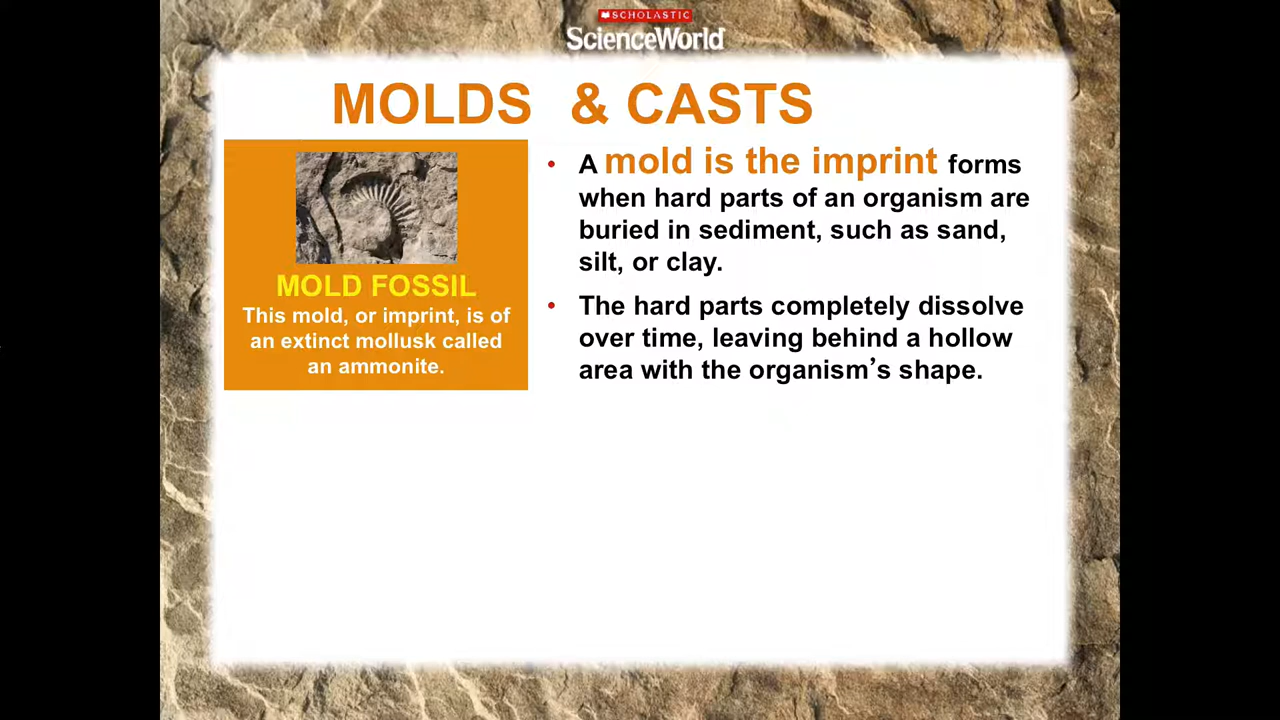 SCHOLASTIC
ScienceWorld
MOLDS & CASTS
MOLD FOSSIL
This mold, or imprint, is of
an extinct mollusk called
an ammonite.
• A mold is the imprint forms
when hard parts of an organism are
buried in sediment, such as sand,
silt, or clay.
• The hard parts completely dissolve
over time, leaving behind a hollow
area with the organism’s shape.